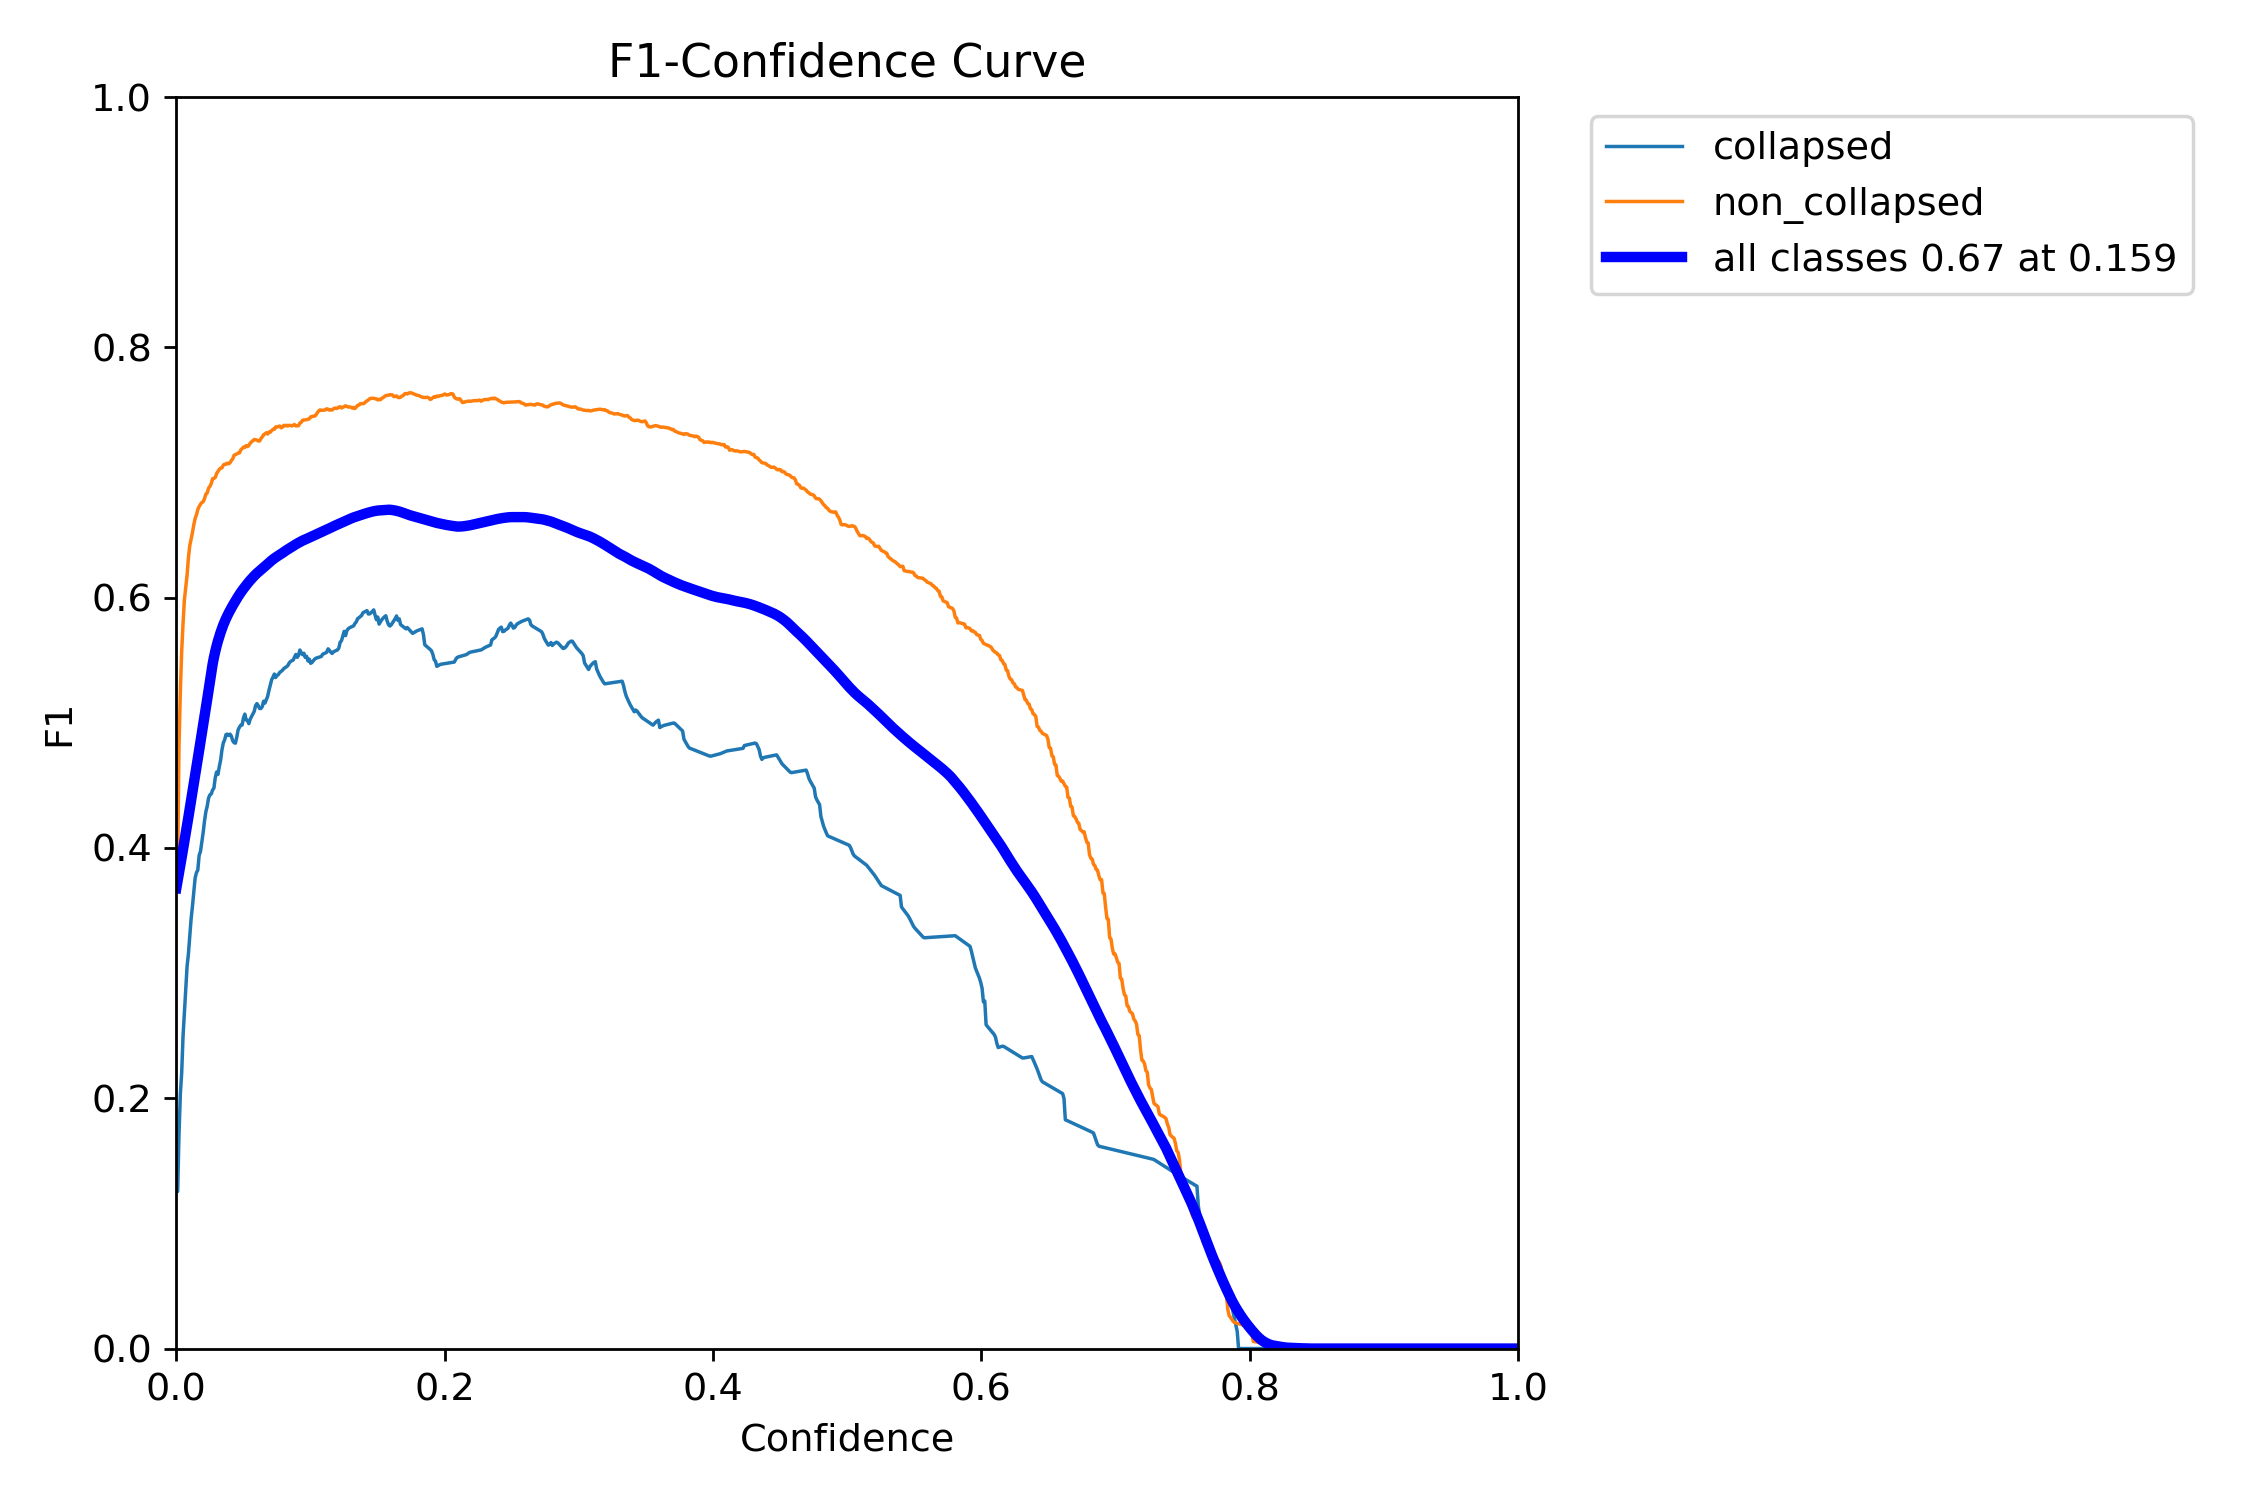 F1-Confidence Curve
collapsed
non_collapsed
all classes 0.67 at 0.159
1.0
0.8
0.6
0.4
0.2
0.0
F1
0.0 0.2 0.4 0.6 0.8 1.0
Confidence